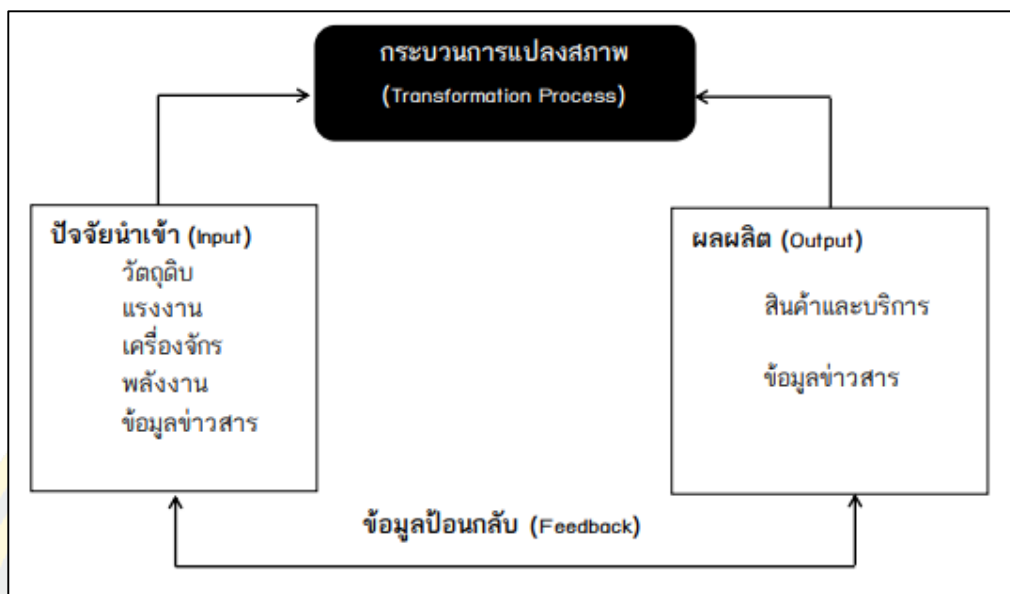 กระบวนการแปลงสภาพ
(Transformation Process)
ปัจจัยนำเข้า (Input)
วัตถุดิบ
แรงงาน
เครื่องจักร
พลังงาน
ข้อมูลข่าวสาร
ผลผลิต (Output)
สินค้าและบริการ
ข้อมูลข่าวสาร
ข้อมูลป้อนกลับ (Feedback)